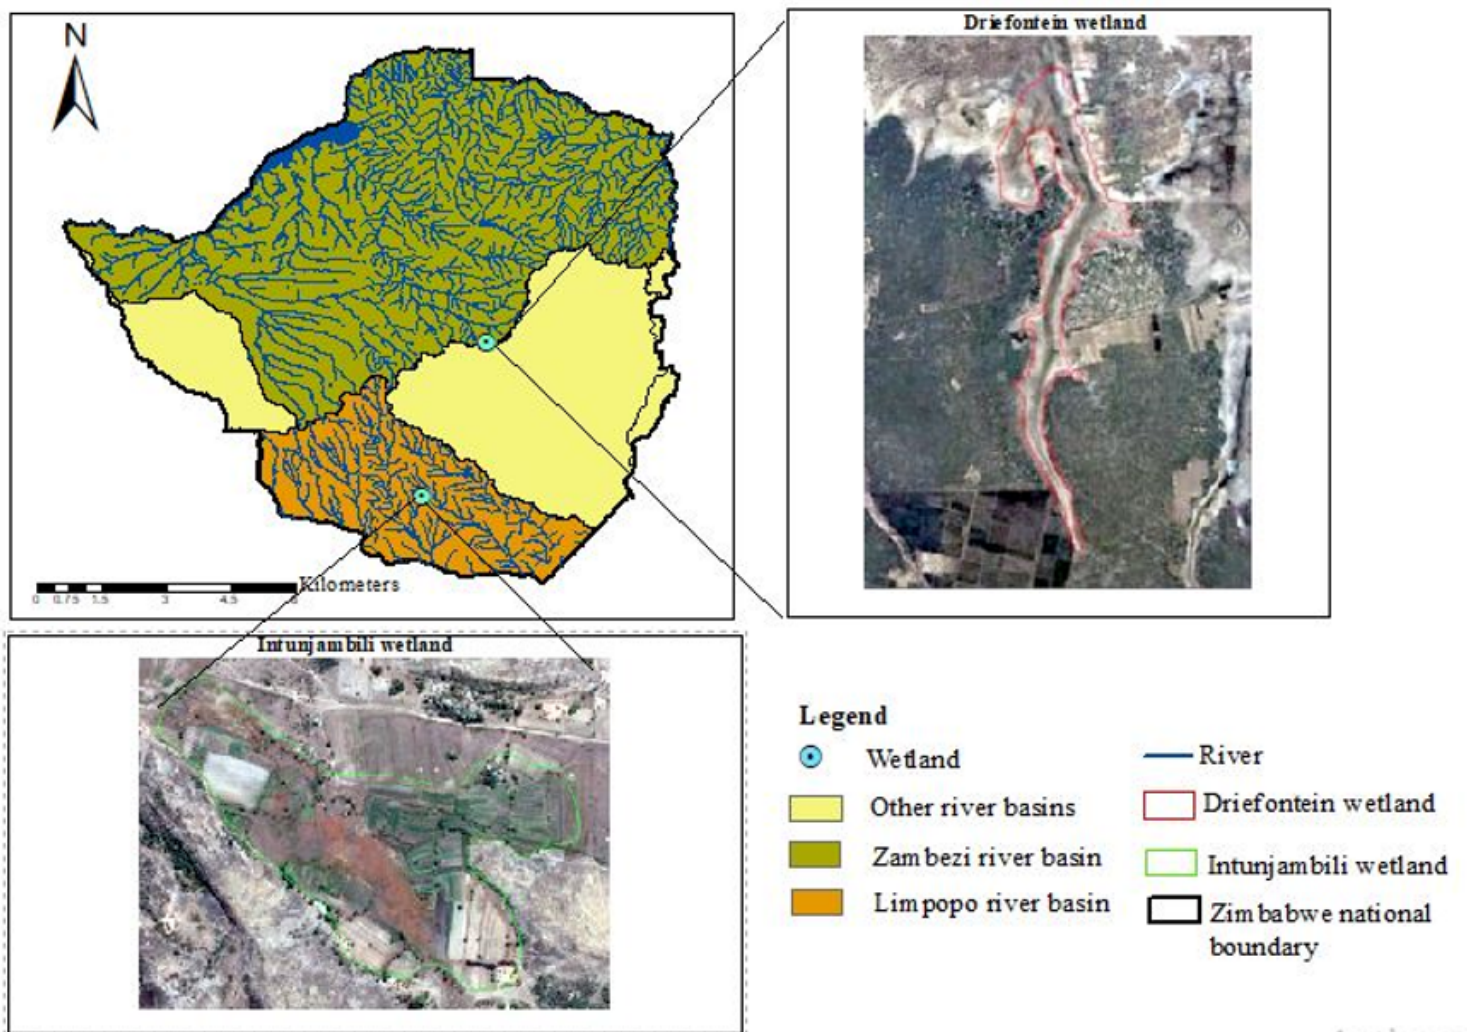 N
Driefontein wetland
Kilometers
0 0.75 1.5 3 4.5
Intunjambili wetland
Legend
Wetland
River
Other river basins
Driefontein wetland
Zambezi river basin
Intunjambili wetland
Limpopo river basin
Zimbabwe national
boundary